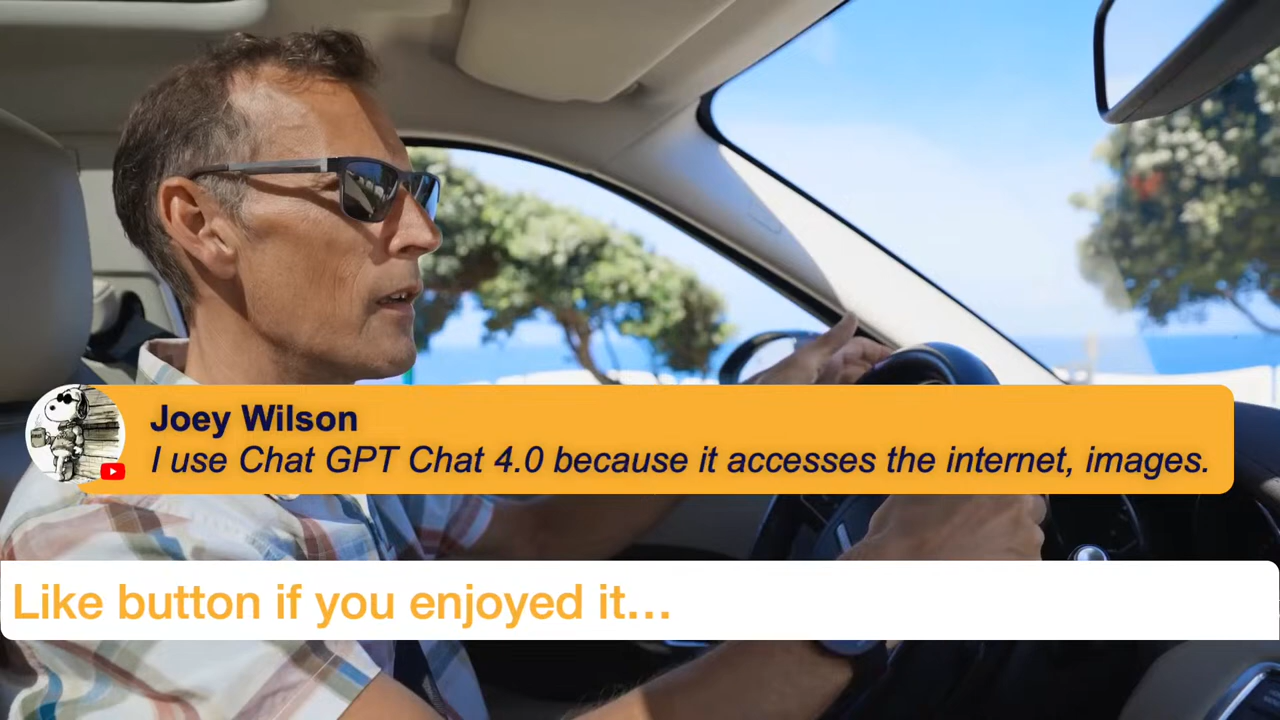 Joey Wilson
I use Chat GPT Chat 4.0 because it accesses the internet, images.
Like button if you enjoyed it...